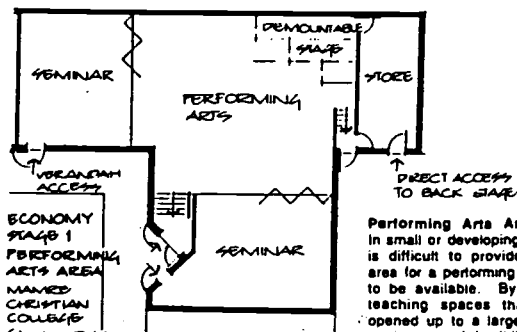 DEMOUNTABLE
STAGE
SEMINAR
STORE
PERFORMING
ARTS
VERANDAH
ACCESS
DIRECT ACCESS
TO BACK STAGE
ECONOMY
STAGE 1
PERFORMING
ARTS AREA
MAMRE
CHRISTIAN
COLLEGE
SEMINAR
Performing Arts
In small or developing
is difficult to provide
area for a performing
to be available. By
teaching spaces tha
opened up to a large